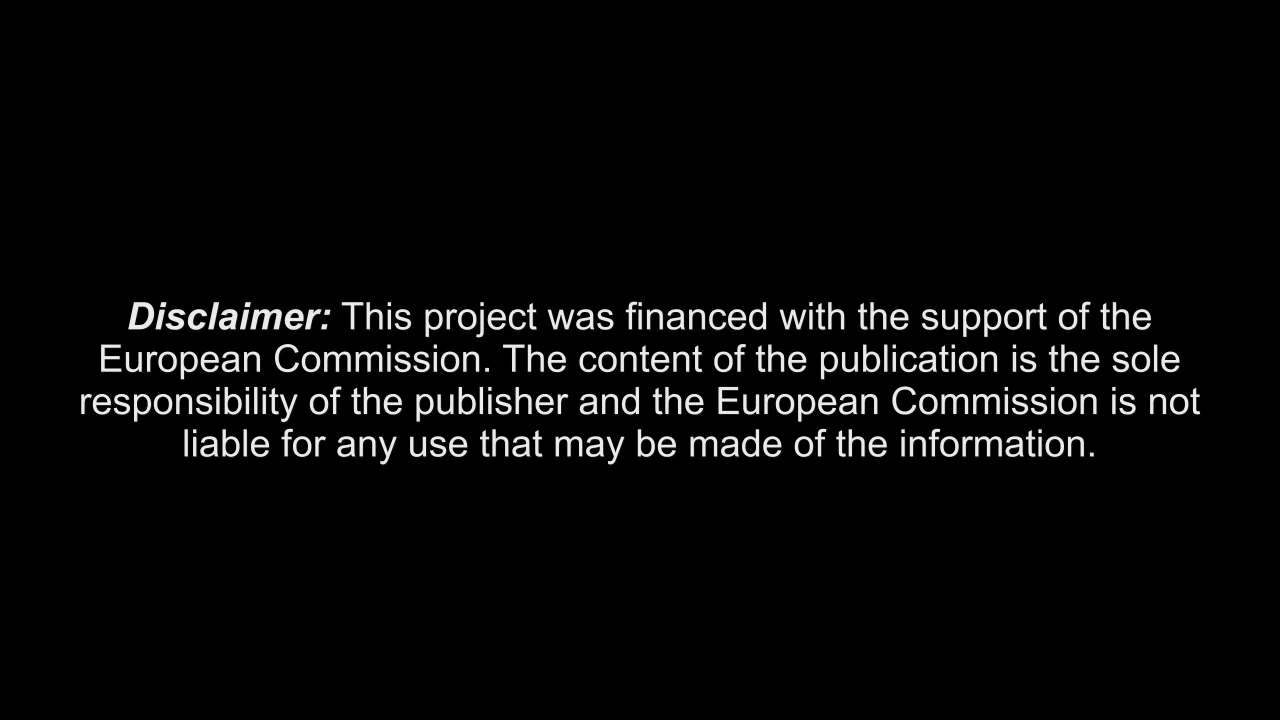 Disclaimer: This project was financed with the support of the
European Commission. The content of the publication is the sole
responsibility of the publisher and the European Commission is not
liable for any use that may be made of the information.